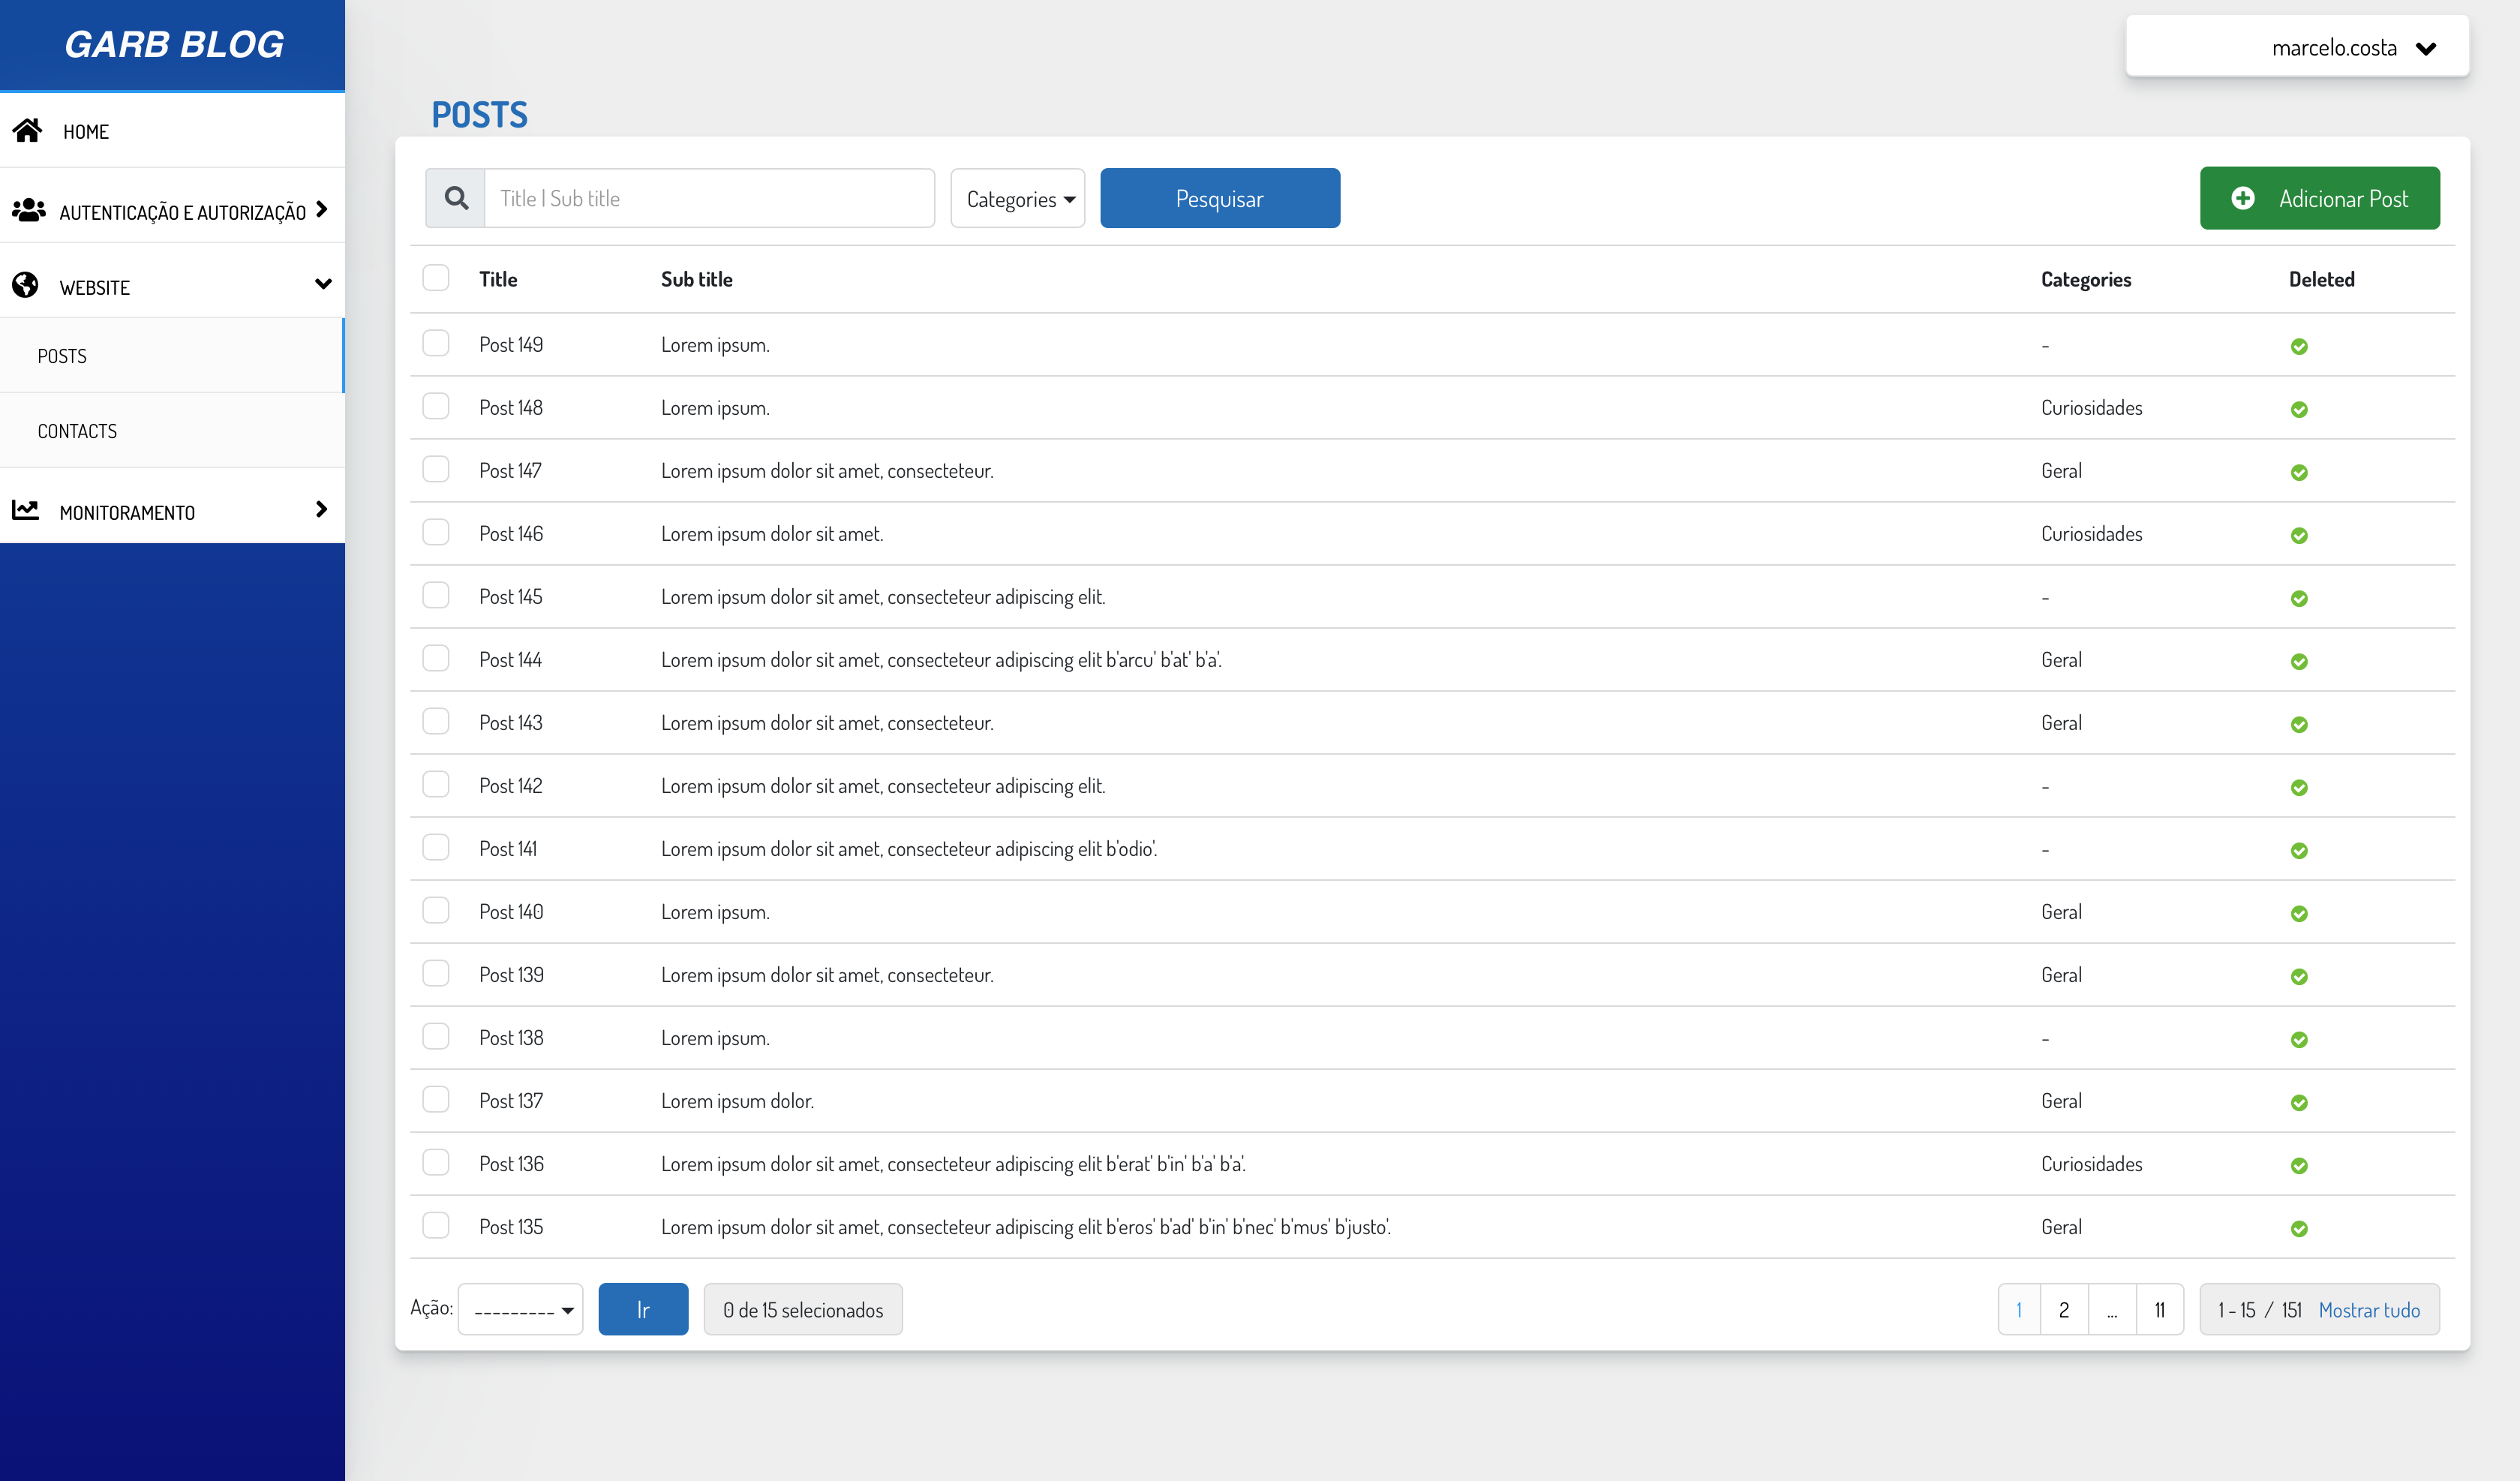 GARB BLOG
marcelo.costa
HOME
AUTENTICAÇÃO E AUTORIZAÇÃO
WEBSITE
POSTS
CONTACTS
MONITORAMENTO
POSTS
Title | Sub title
Categories
Pesquisar
Adicionar Post
Title Sub title Categories Deleted
Post 149 Lorem ipsum. -
Post 148 Lorem ipsum. Curiosidades
Post 147 Lorem ipsum dolor sit amet, consecteteur. Geral
Post 146 Lorem ipsum dolor sit amet. Curiosidades
Post 145 Lorem ipsum dolor sit amet, consecteteur adipiscing elit. -
Post 144 Lorem ipsum dolor sit amet, consecteteur adipiscing elit b'arcu' b'at' b'a'. Geral
Post 143 Lorem ipsum dolor sit amet, consecteteur. Geral
Post 142 Lorem ipsum dolor sit amet, consecteteur adipiscing elit. -
Post 141 Lorem ipsum dolor sit amet, consecteteur adipiscing elit b'odio'. -
Post 140 Lorem ipsum. Geral
Post 139 Lorem ipsum dolor sit amet, consecteteur. Geral
Post 138 Lorem ipsum. -
Post 137 Lorem ipsum dolor. Geral
Post 136 Lorem ipsum dolor sit amet, consecteteur adipiscing elit b'erat' b'in' b'a' b'a'. Curiosidades
Post 135 Lorem ipsum dolor sit amet, consecteteur adipiscing elit b'eros' b'ad' b'in' b'nec' b'mus' b'justo'. Geral
Ação: --------- Ir 0 de 15 selecionados 1 2 ... 11 1 - 15 / 151 Mostrar tudo